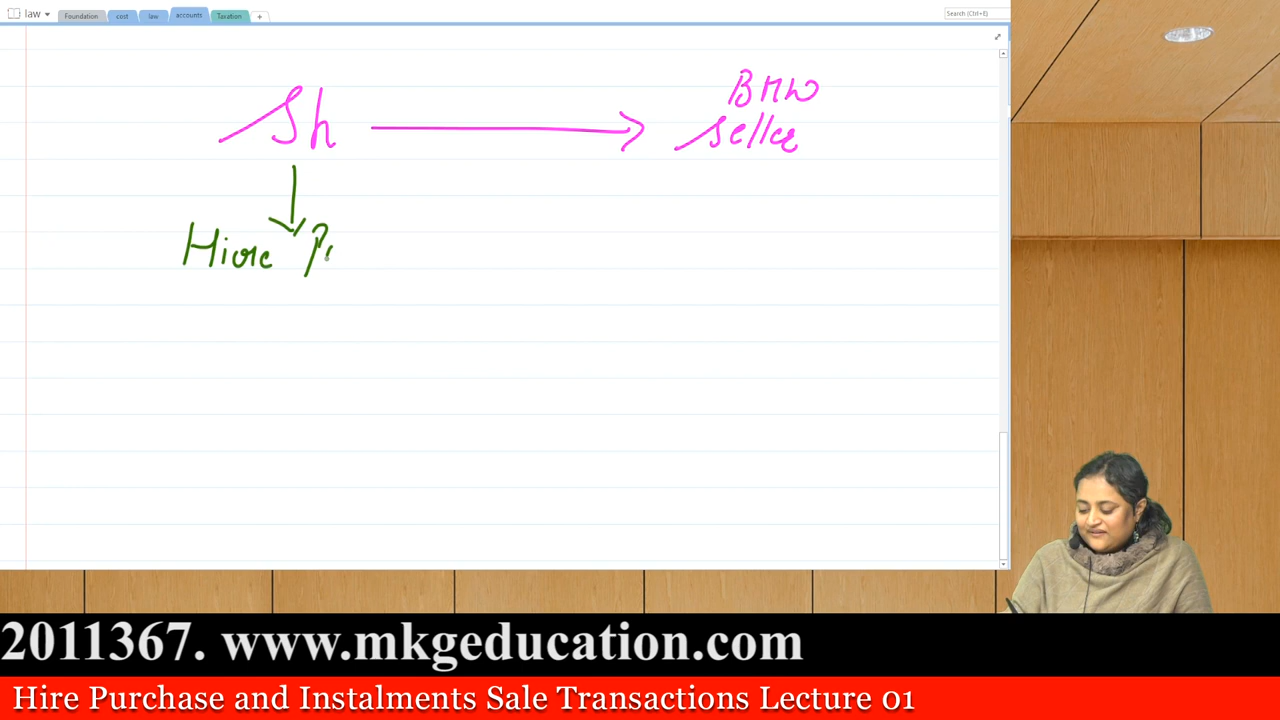 law
Foundation cost law accounts Taxation +
Search (Ctrl+E)
BMW
Sh Seller
Hire P
2011367. www.mkgeducation.com
Hire Purchase and Instalments Sale Transactions Lecture 01